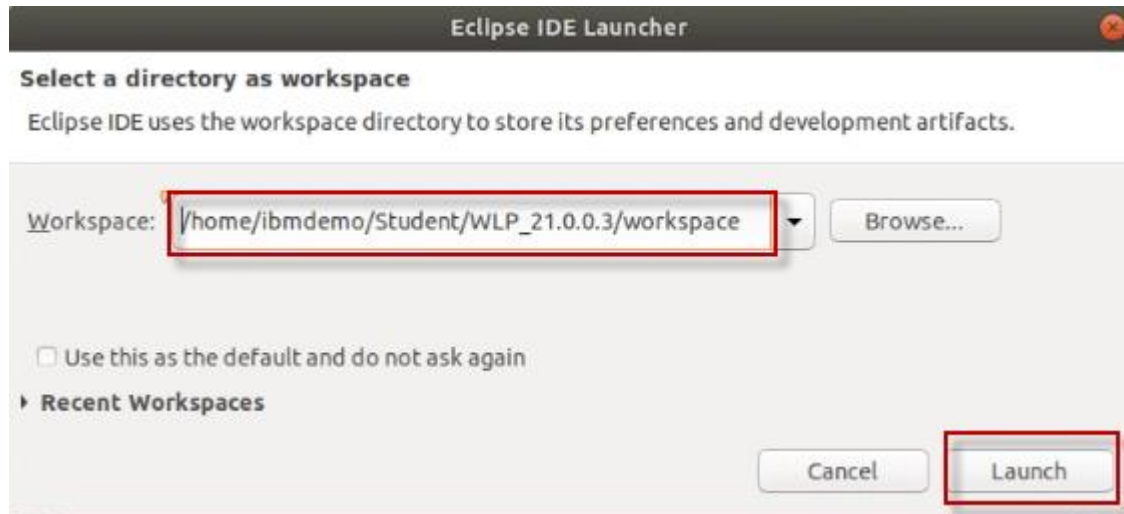 Eclipse IDE Launcher
Select a directory as workspace
Eclipse IDE uses the workspace directory to store its preferences and development artifacts.
Workspace: /home/ibmdemo/Student/WLP_21.0.0.3/workspace Browse...
Use this as the default and do not ask again
Recent Workspaces
Cancel Launch